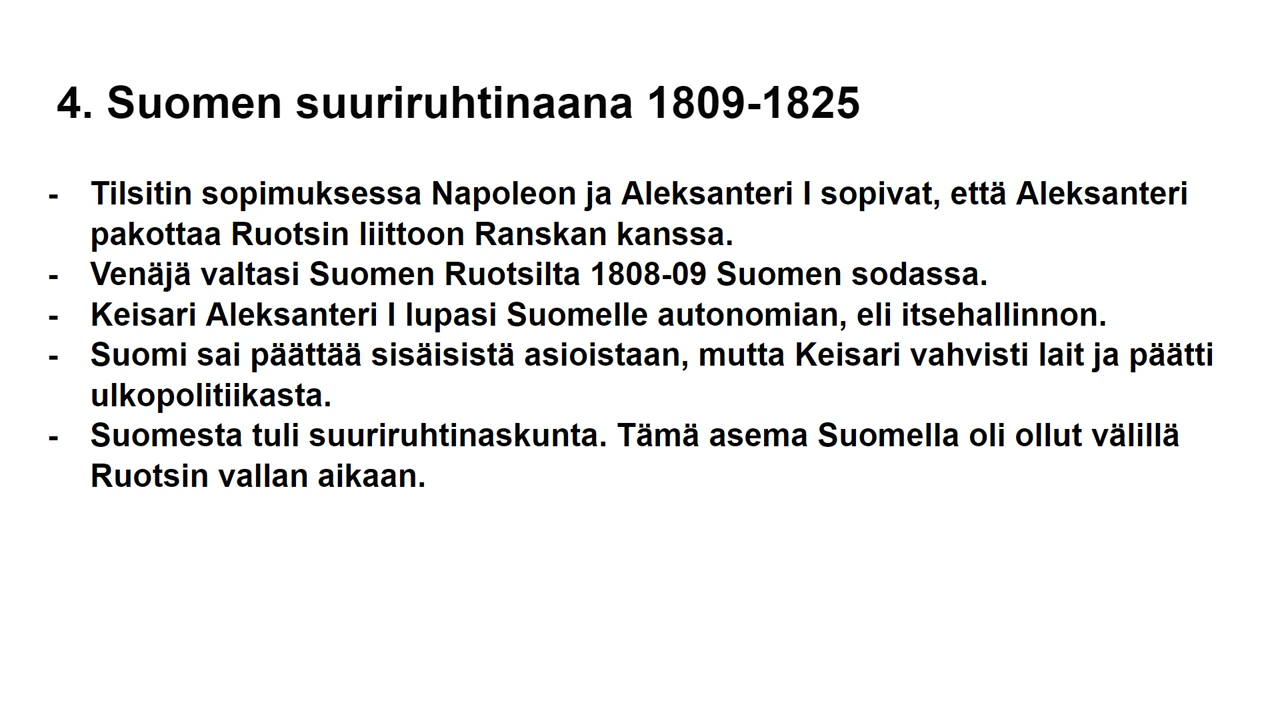 4. Suomen suuriruhtinaana 1809-1825
- Tilsitin sopimuksessa Napoleon ja Aleksanteri I sopivat, että Aleksanteri
pakottaa Ruotsin liittoon Ranskan kanssa.
- Venäjä valtasi Suomen Ruotsilta 1808-09 Suomen sodassa.
- Keisari Aleksanteri I lupasi Suomelle autonomian, eli itsehallinnon.
- Suomi sai päättää sisäisistä asioistaan, mutta Keisari vahvisti lait ja päätti
ulkopolitiikasta.
- Suomesta tuli suuriruhtinaskunta. Tämä asema Suomella oli ollut välillä
Ruotsin vallan aikaan.